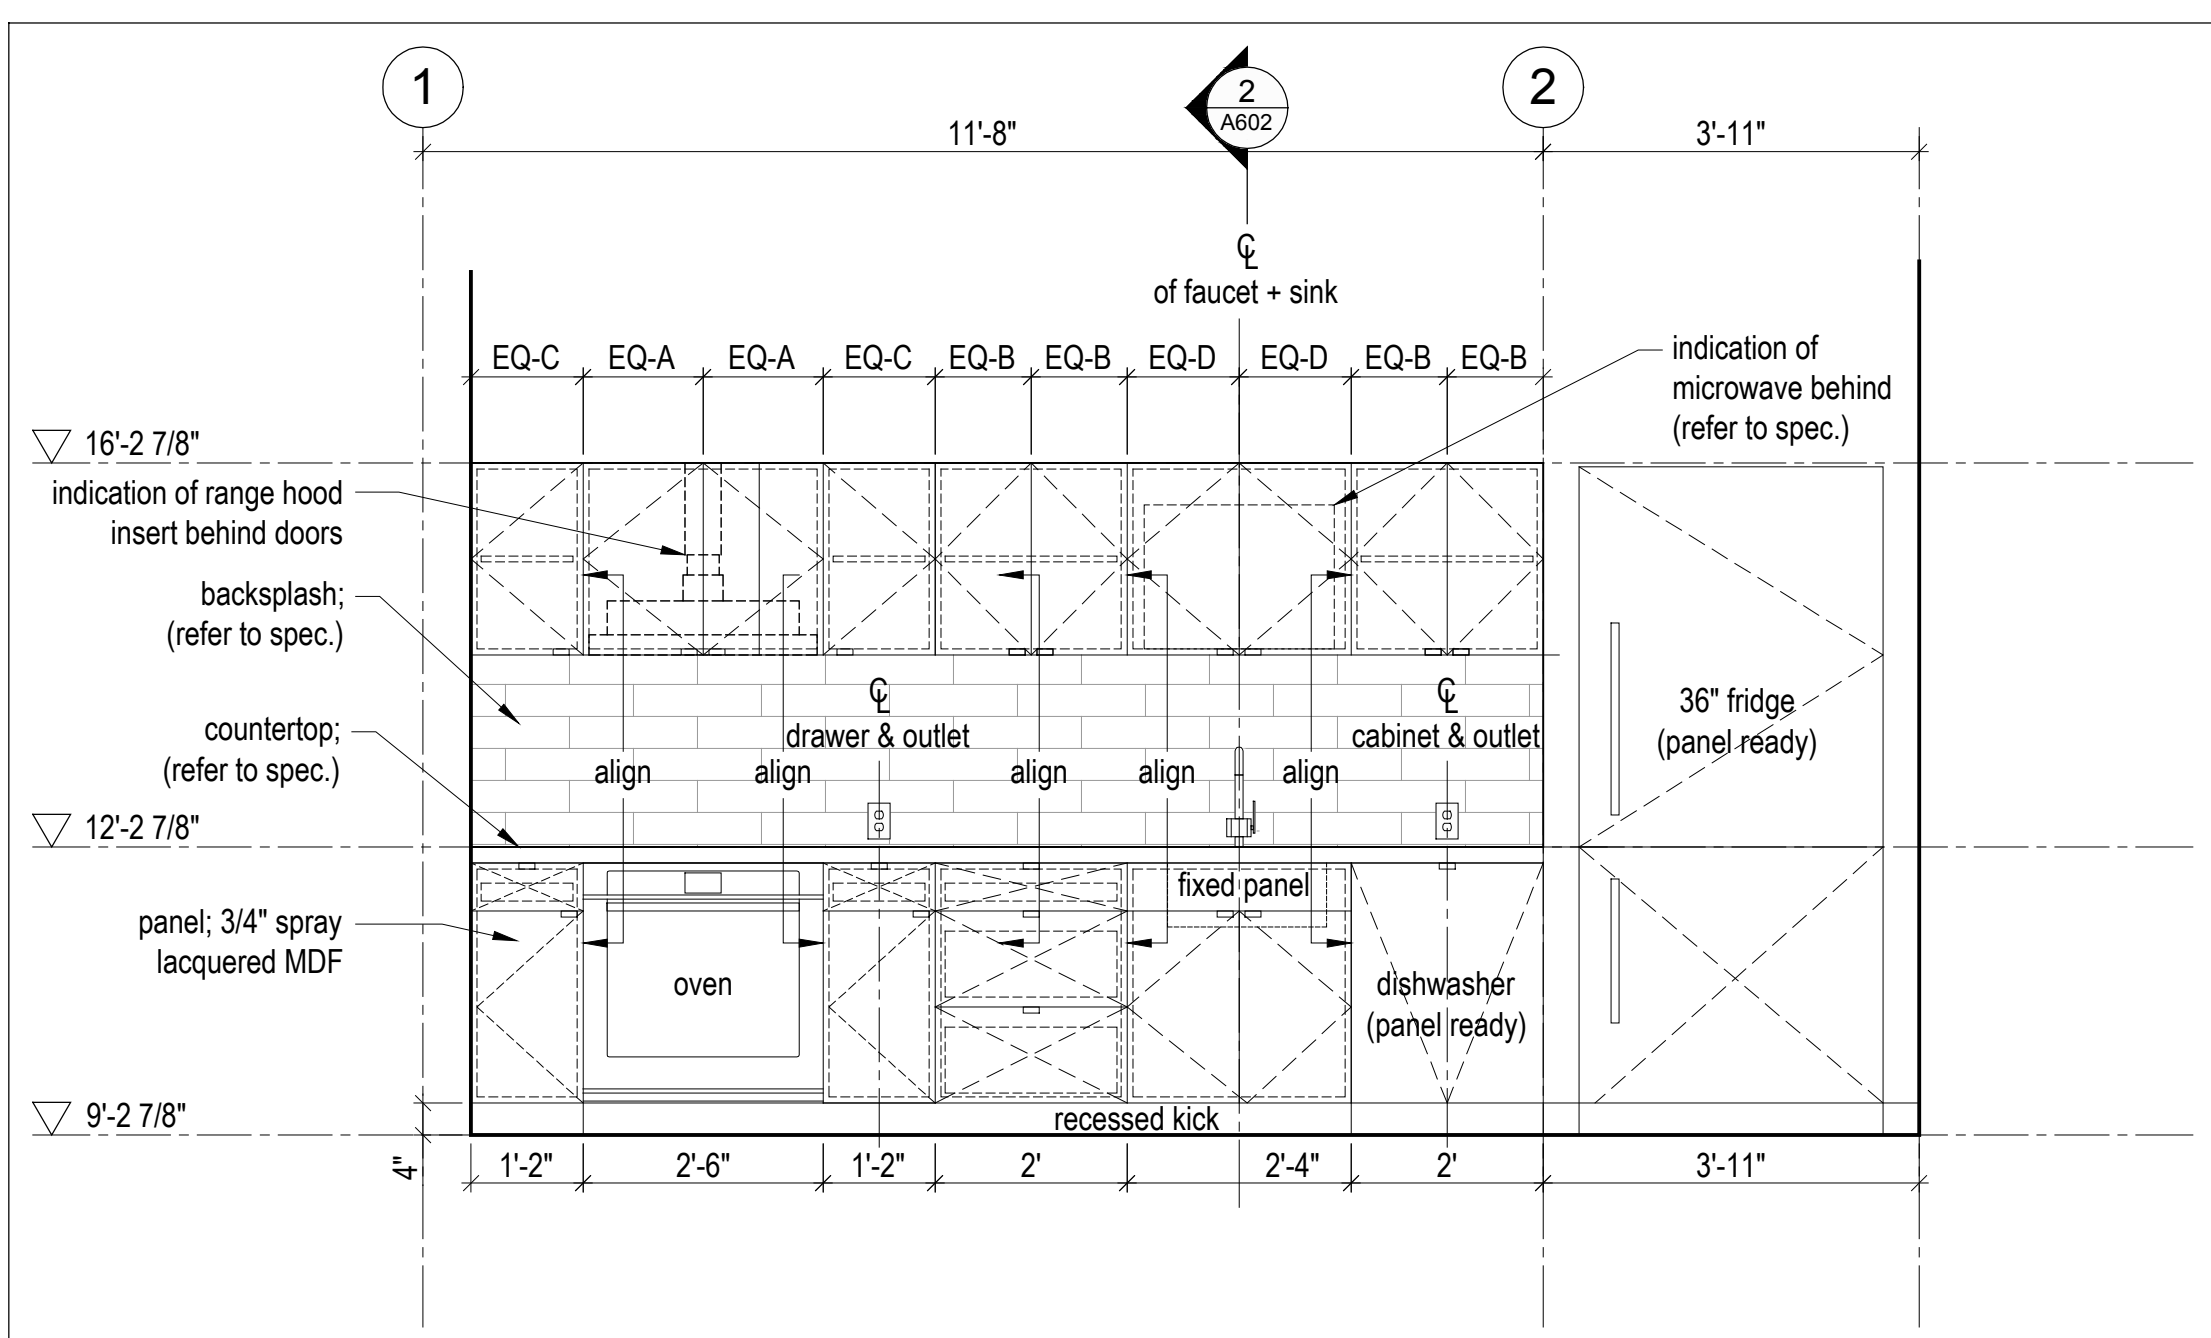 1
2
A602
2
11'-8"
3'-11"
℄
of faucet + sink
EQ-C
EQ-A
EQ-A
EQ-C
EQ-B
EQ-B
EQ-D
EQ-D
EQ-B
EQ-B
indication of
microwave behind
(refer to spec.)
16'-2 7/8"
indication of range hood
insert behind doors
backsplash;
(refer to spec.)
℄
drawer & outlet
℄
cabinet & outlet
36" fridge
(panel ready)
countertop;
(refer to spec.)
align
align
align
align
align
12'-2 7/8"
fixed panel
panel; 3/4" spray
lacquered MDF
oven
dishwasher
(panel ready)
9'-2 7/8"
recessed kick
4"
1'-2"
2'-6"
1'-2"
2'
2'-4"
2'
3'-11"